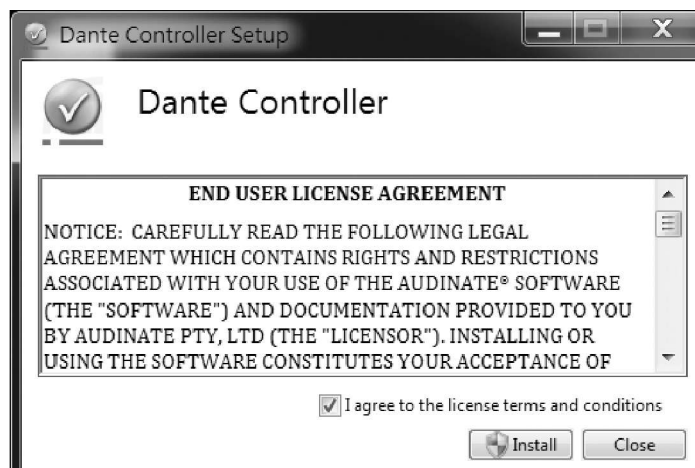 Dante Controller Setup
Dante Controller
END USER LICENSE AGREEMENT
NOTICE: CAREFULLY READ THE FOLLOWING LEGAL
AGREEMENT WHICH CONTAINS RIGHTS AND RESTRICTIONS
ASSOCIATED WITH YOUR USE OF THE AUDINATE® SOFTWARE
(THE "SOFTWARE") AND DOCUMENTATION PROVIDED TO YOU
BY AUDINATE PTY, LTD (THE "LICENSOR"). INSTALLING OR
USING THE SOFTWARE CONSTITUTES YOUR ACCEPTANCE OF
I agree to the license terms and conditions
Install Close